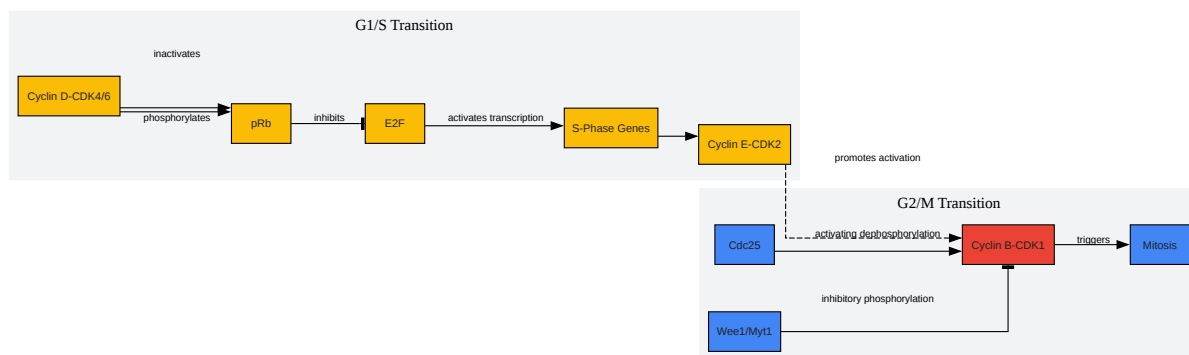 G1/S Transition
inactivates
Cyclin D-CDK4/6
phosphorylates
pRb
inhibits
E2F
activates transcription
S-Phase Genes
Cyclin E-CDK2
promotes activation
G2/M Transition
Cdc25
activating dephosphorylation
Cyclin B-CDK1
triggers
Mitosis
inhibitory phosphorylation
Wee1/Myt1